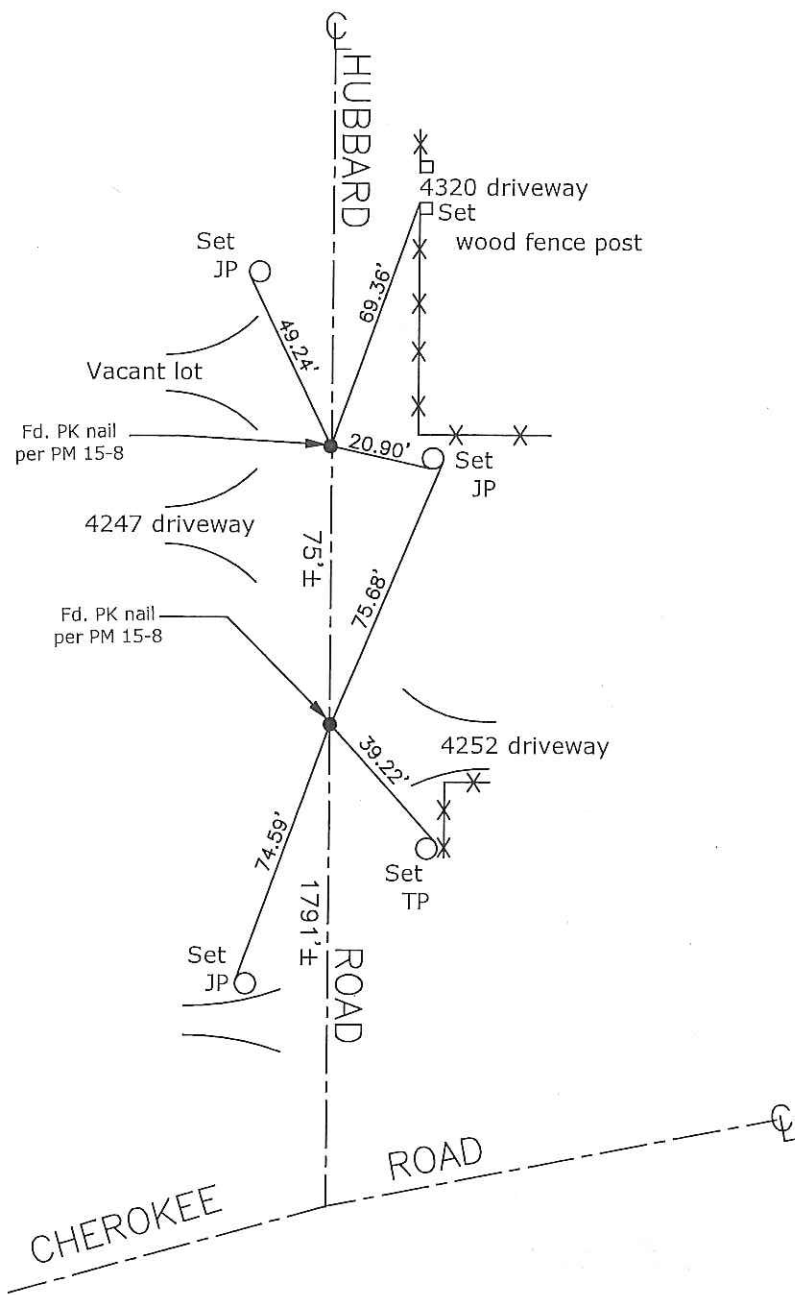 ℄
HUBBARD
4320 driveway
Set
wood fence post
Set
JP
69.36'
49.24'
Vacant lot
Fd. PK nail
per PM 15-8
20.90'
Set
JP
4247 driveway
75'±
75.68'
Fd. PK nail
per PM 15-8
4252 driveway
39.22'
74.59'
Set
TP
1791'±
Set
JP
ROAD
℄
CHEROKEE ROAD